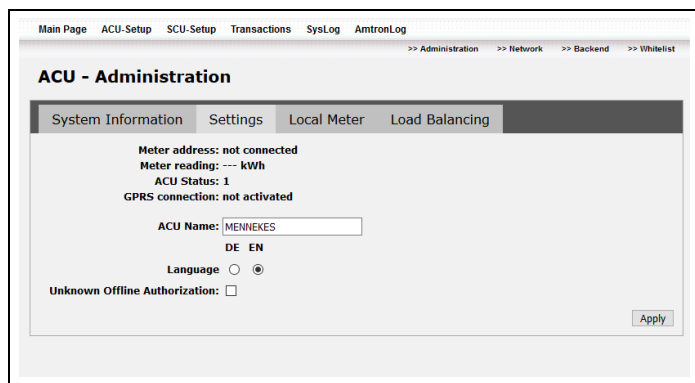 Main Page ACU-Setup SCU-Setup Transactions SysLog AmtronLog
>> Administration >> Network >> Backend >> Whitelist
ACU - Administration
System Information Settings Local Meter Load Balancing
Meter address: not connected
Meter reading: --- kWh
ACU Status: 1
GPRS connection: not activated
ACU Name: MENNEKES
DE EN
Language
Unknown Offline Authorization:
Apply